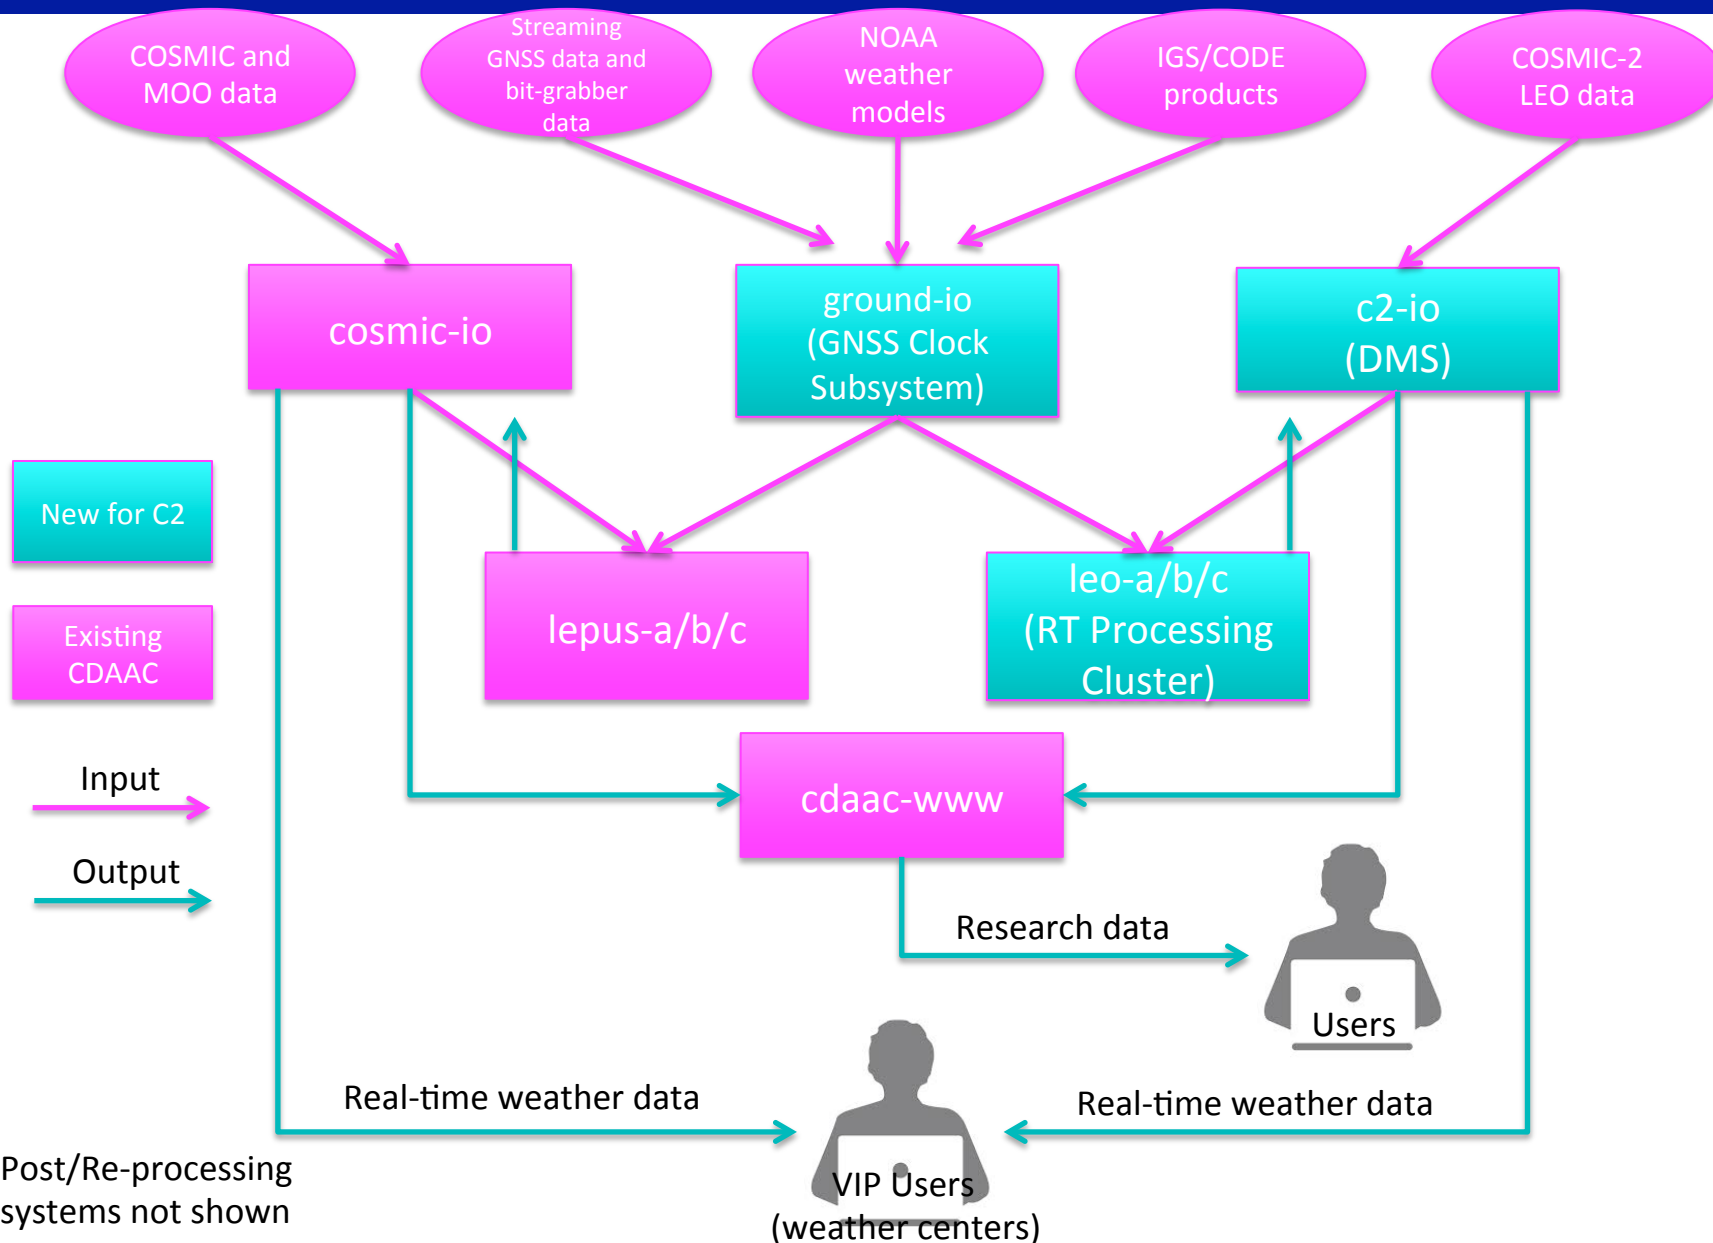 COSMIC and
MOO data
Streaming
GNSS data and
bit-grabber
data
NOAA
weather
models
IGS/CODE
products
COSMIC-2
LEO data
cosmic-io
ground-io
(GNSS Clock
Subsystem)
c2-io
(DMS)
New for C2
Existing
CDAAC
lepus-a/b/c
leo-a/b/c
(RT Processing
Cluster)
Input
Output
cdaac-www
Research data
Users
Real-time weather data
Real-time weather data
VIP Users
(weather centers)
Post/Re-processing
systems not shown